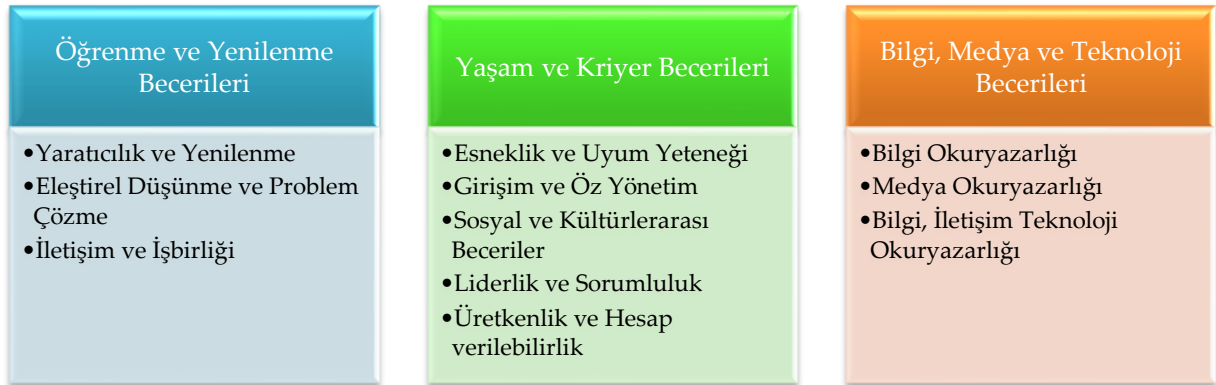 Öğrenme ve Yenilenme
Becerileri
•Yaratıcılık ve Yenilenme
•Eleştirel Düşünme ve Problem
Çözme
•İletişim ve İşbirliği
Yaşam ve Kriyer Becerileri
•Esneklik ve Uyum Yeteneği
•Girişim ve Öz Yönetim
•Sosyal ve Kültürlerarası
Beceriler
•Liderlik ve Sorumluluk
•Üretkenlik ve Hesap
verilebilirlik
Bilgi, Medya ve Teknoloji
Becerileri
•Bilgi Okuryazarlığı
•Medya Okuryazarlığı
•Bilgi, İletişim Teknoloji
Okuryazarlığı